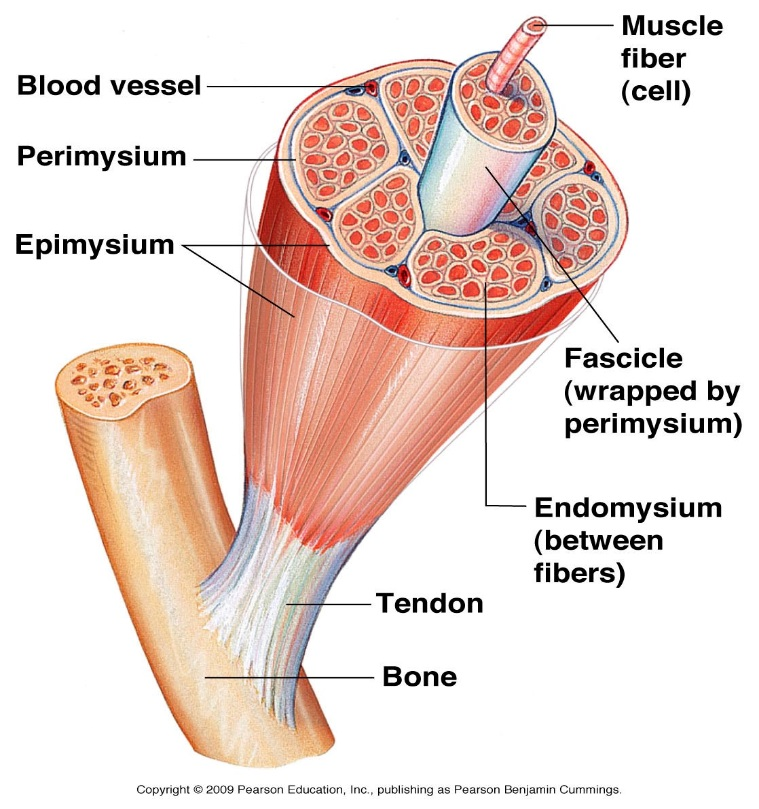 Muscle
fiber
(cell)
Blood vessel
Perimysium
Epimysium
Fascicle
(wrapped by
perimysium)
Endomysium
(between
fibers)
Tendon
Bone
Copyright © 2009 Pearson Education, Inc., publishing as Pearson Benjamin Cummings.